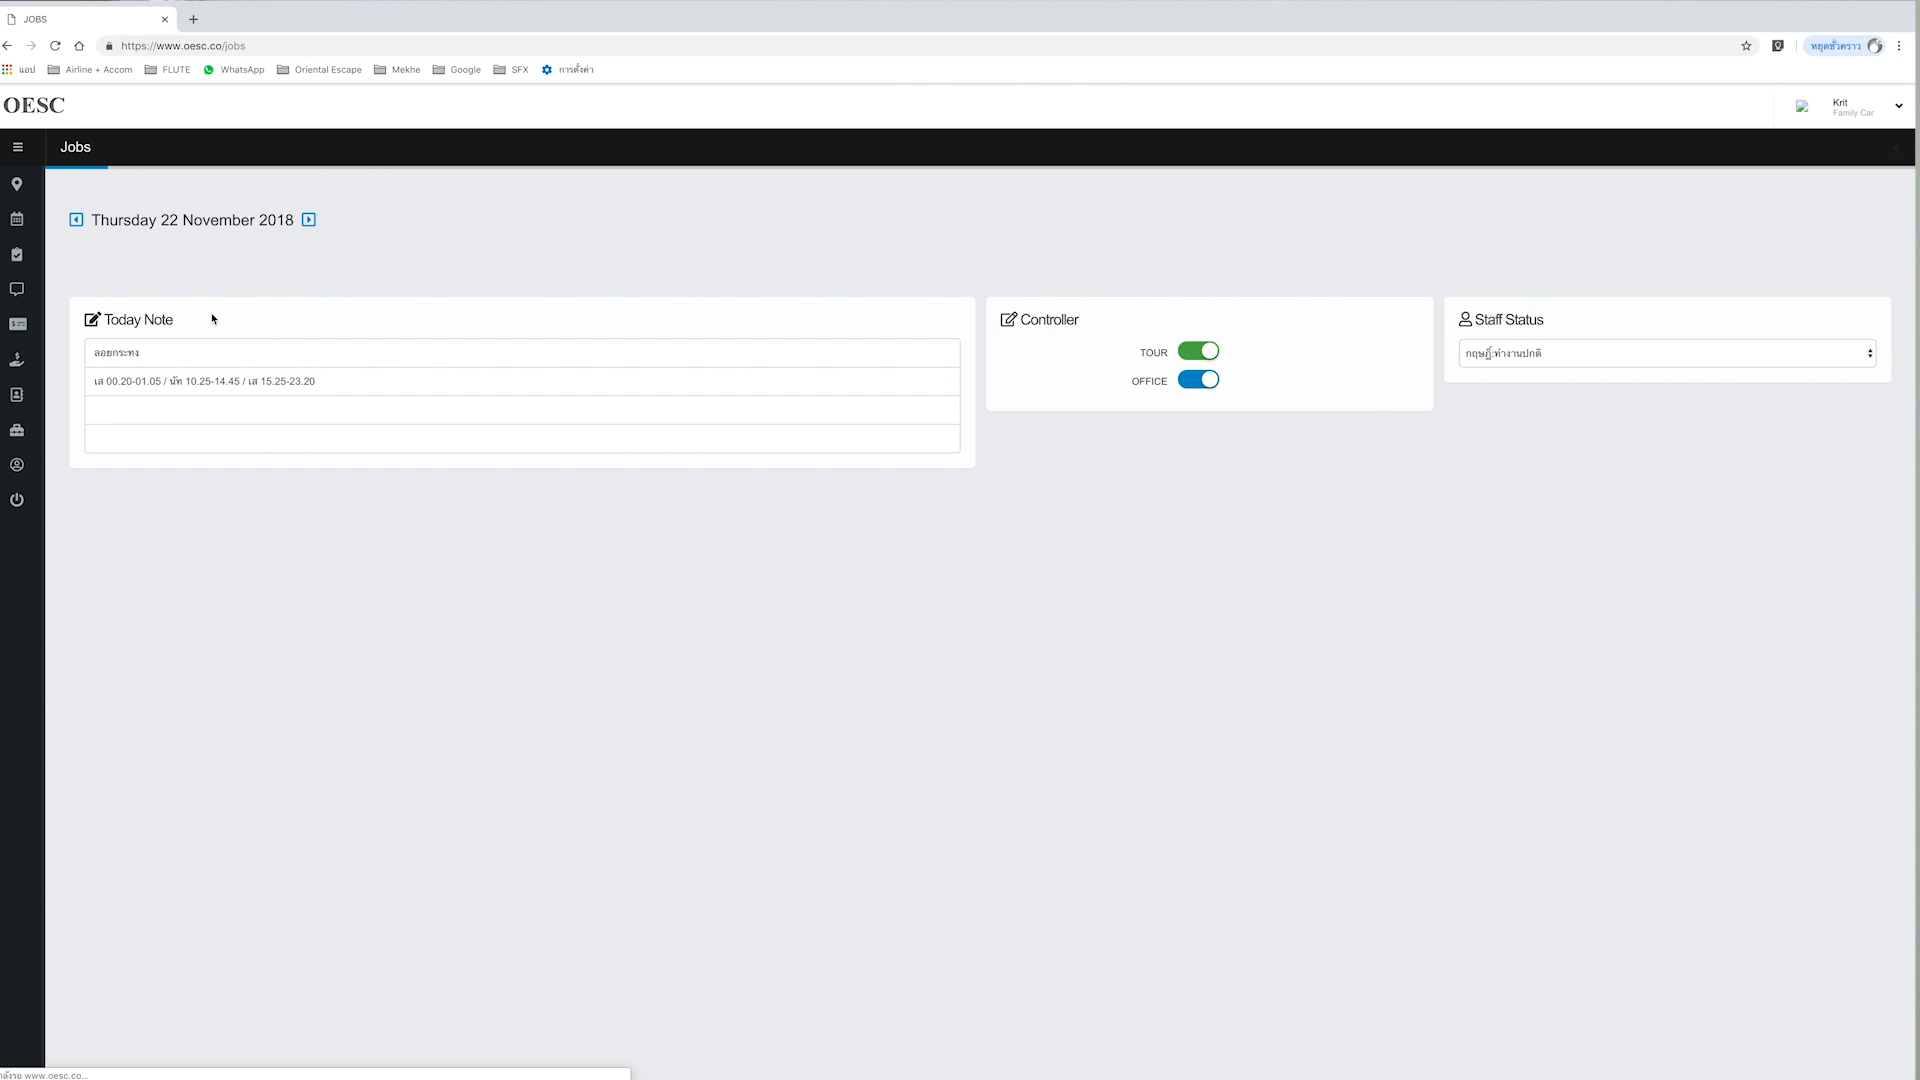 JOBS
https://www.oesc.co/jobs
หยุดชั่วคราว
แอป
Airline + Accom
FLUTE
WhatsApp
Oriental Escape
Mekhe
Google
SFX
การตั้งค่า
OESC
Krit
Family Car
Jobs
Thursday 22 November 2018
Today Note
ลอยกระทง
เส 00.20-01.05 / นัท 10.25-14.45 / เส 15.25-23.20
Controller
TOUR
OFFICE
Staff Status
กฤษฎิ์:ทำงานปกติ
www.oesc.co...